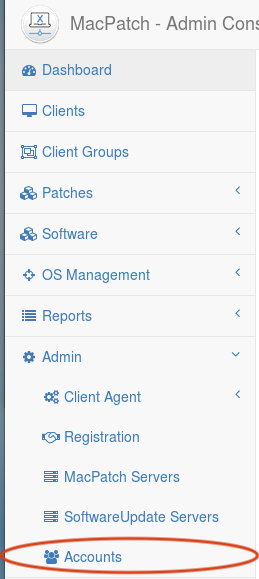 MacPatch - Admin Cons
Dashboard
Clients
Client Groups
Patches
Software
OS Management
Reports
Admin
Client Agent
Registration
MacPatch Servers
SoftwareUpdate Servers
Accounts